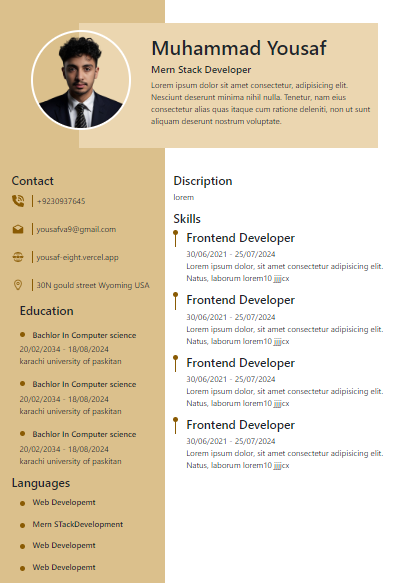 Muhammad Yousaf
Mern Stack Developer
Lorem ipsum dolor sit amet consectetur, adipisicing elit.
Nesciunt deserunt minima nihil nulla. Tenetur, nam eius
consectetur alias quas itaque cum ratione deleniti, non ut sunt
aliquam deserunt nostrum voluptate.
Contact
+9230937645
yousafva9@gmail.com
yousaf-eight.vercel.app
30N gould street Wyoming USA
Education
Bachlor In Computer science
20/02/2034 - 18/08/2024
karachi university of paskitan
Bachlor In Computer science
20/02/2034 - 18/08/2024
karachi university of paskitan
Bachlor In Computer science
20/02/2034 - 18/08/2024
karachi university of paskitan
Languages
Web Developemt
Mern STackDevelopment
Web Developemt
Web Developemt
Discription
lorem
Skills
Frontend Developer
30/06/2021 - 25/07/2024
Lorem ipsum dolor, sit amet consectetur adipisicing elit.
Natus, laborum lorem10
Frontend Developer
30/06/2021 - 25/07/2024
Lorem ipsum dolor, sit amet consectetur adipisicing elit.
Natus, laborum lorem10
Frontend Developer
30/06/2021 - 25/07/2024
Lorem ipsum dolor, sit amet consectetur adipisicing elit.
Natus, laborum lorem10
Frontend Developer
30/06/2021 - 25/07/2024
Lorem ipsum dolor, sit amet consectetur adipisicing elit.
Natus, laborum lorem10